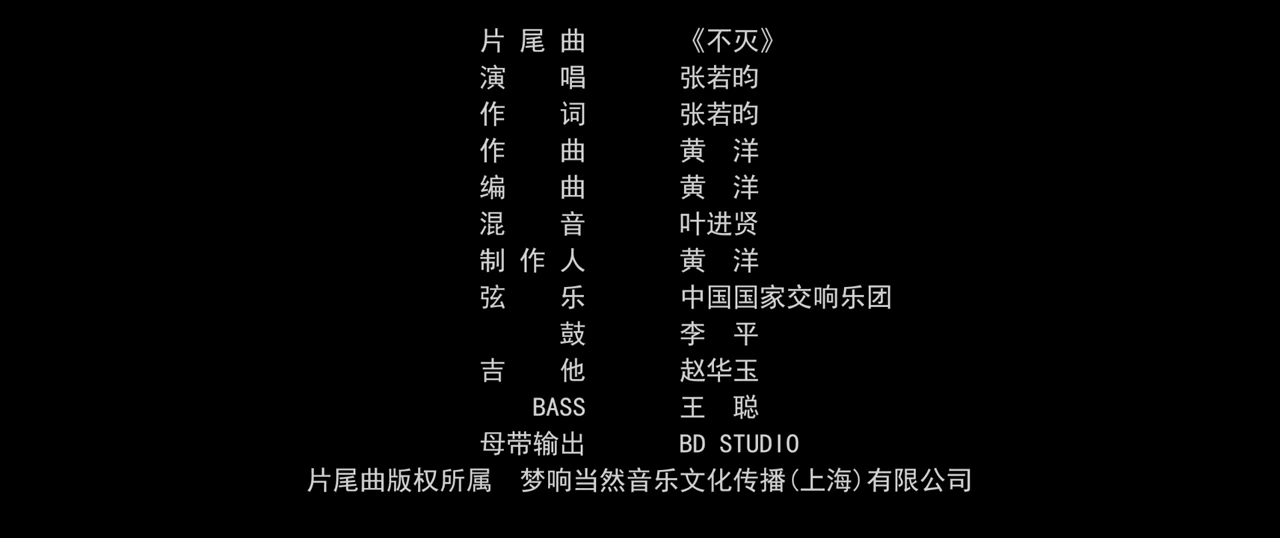 片尾曲 《不灭》
演唱 张若昀
作词 张若昀
作曲 黄洋
编曲 黄洋
混音 叶进贤
制作人 黄洋
弦乐 中国国家交响乐团
鼓 李平
吉他 赵华玉
BASS 王聪
母带输出 BD STUDIO
片尾曲版权所属 梦响当然音乐文化传播(上海)有限公司